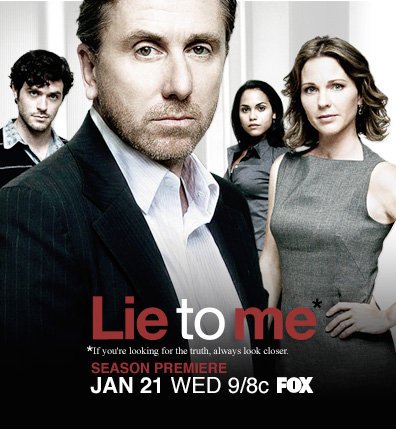 Lie to me*
*If you're looking for the truth, always look closer.
SEASON PREMIERE
JAN 21 WED 9/8c FOX